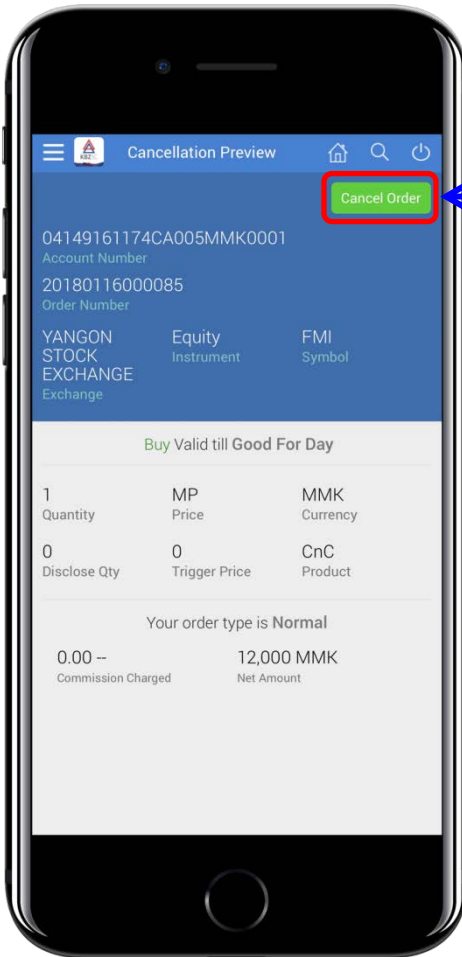 KBZSC
Cancellation Preview
Cancel Order
04149161174CA005MMK0001
Account Number
20180116000085
Order Number
YANGON Equity FMI
STOCK Instrument Symbol
EXCHANGE
Exchange
Buy Valid till Good For Day
1 MP MMK
Quantity Price Currency
0 0 CnC
Disclose Qty Trigger Price Product
Your order type is Normal
0.00 -- 12,000 MMK
Commission Charged Net Amount